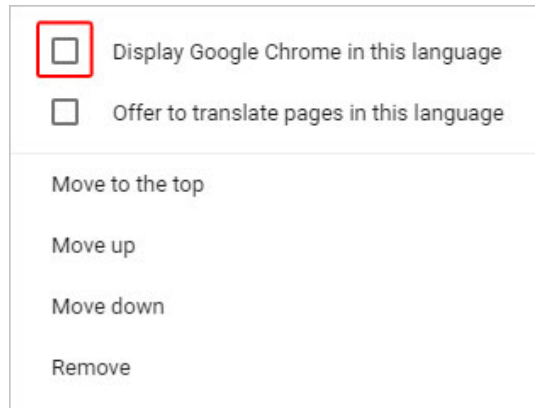 Display Google Chrome in this language
Offer to translate pages in this language
Move to the top
Move up
Move down
Remove